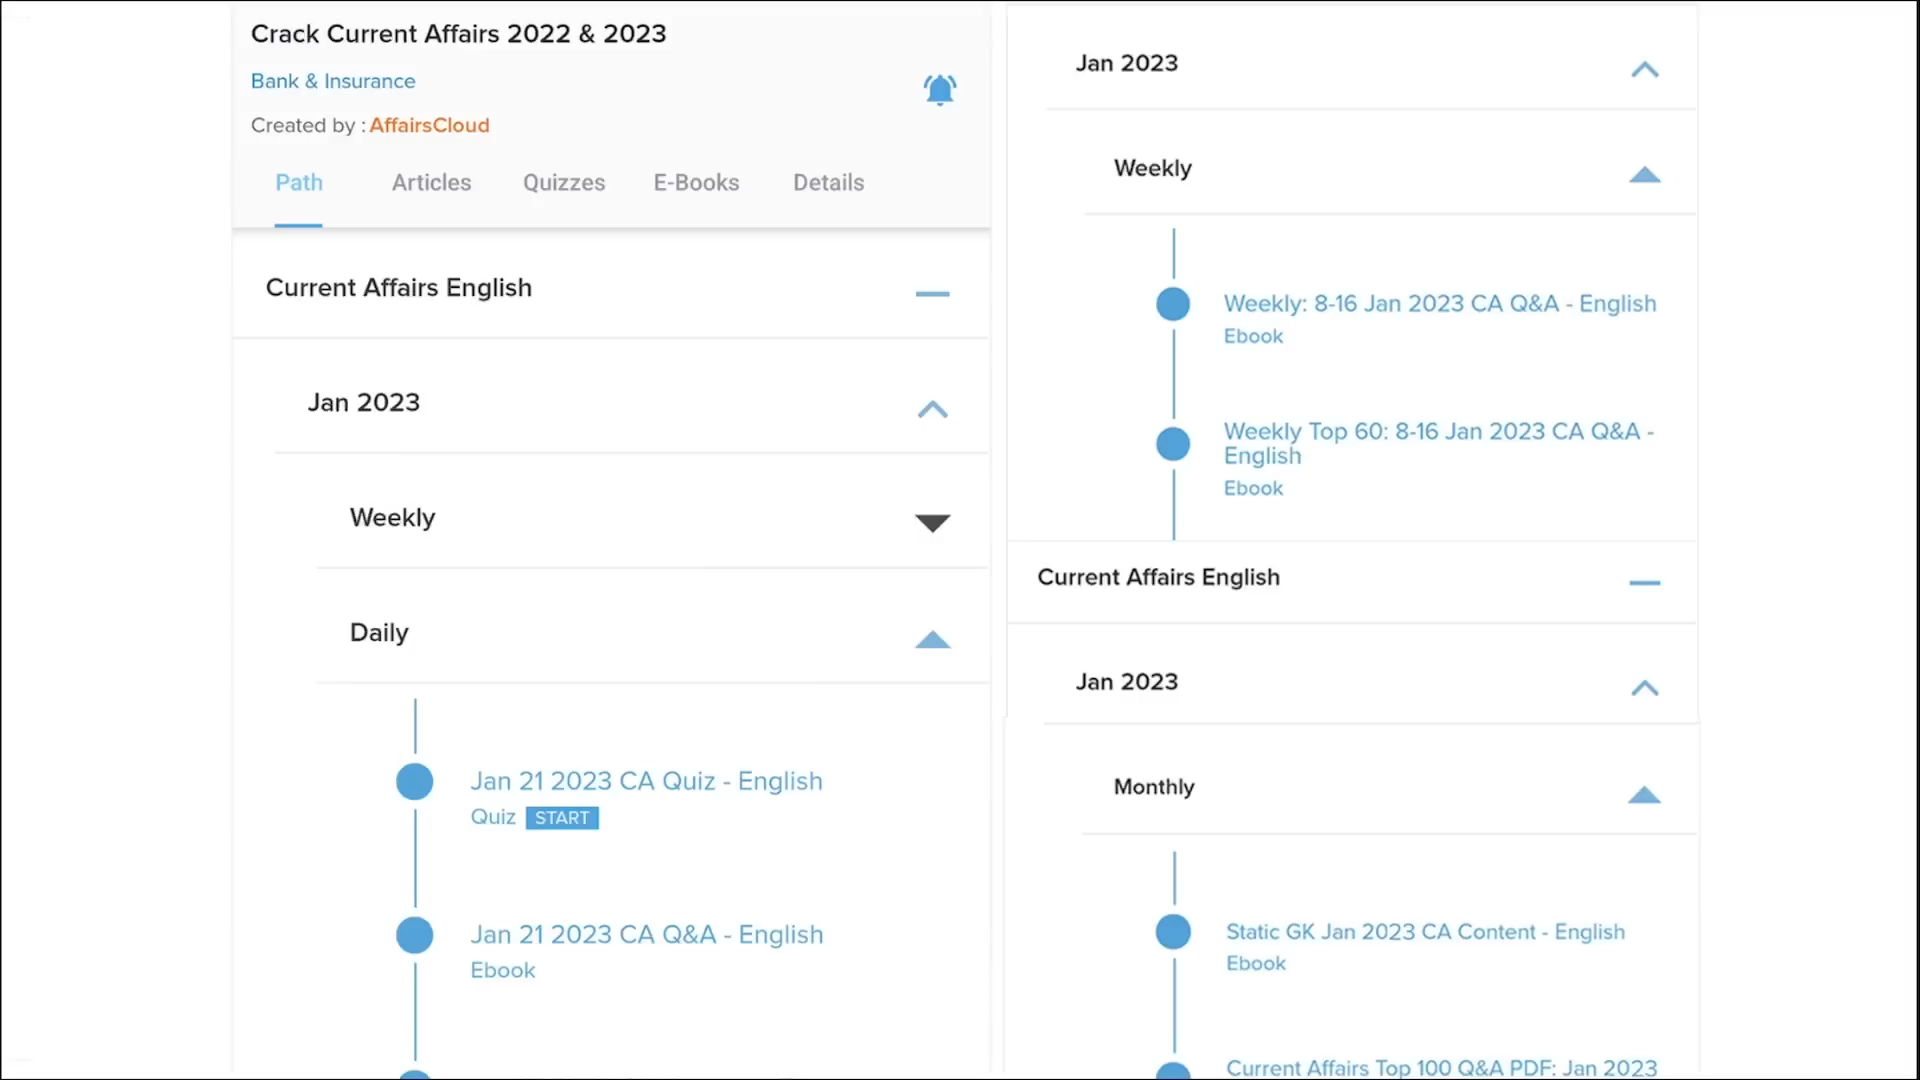 Crack Current Affairs 2022 & 2023
Bank & Insurance
Created by : AffairsCloud
Path Articles Quizzes E-Books Details
Current Affairs English
Jan 2023
Weekly
Daily
Jan 21 2023 CA Quiz - English
Quiz START
Jan 21 2023 CA Q&A - English
Ebook
Jan 2023
Weekly
Weekly: 8-16 Jan 2023 CA Q&A - English
Ebook
Weekly Top 60: 8-16 Jan 2023 CA Q&A -
English
Ebook
Current Affairs English
Jan 2023
Monthly
Static GK Jan 2023 CA Content - English
Ebook
Current Affairs Top 100 Q&A PDF: Jan 2023